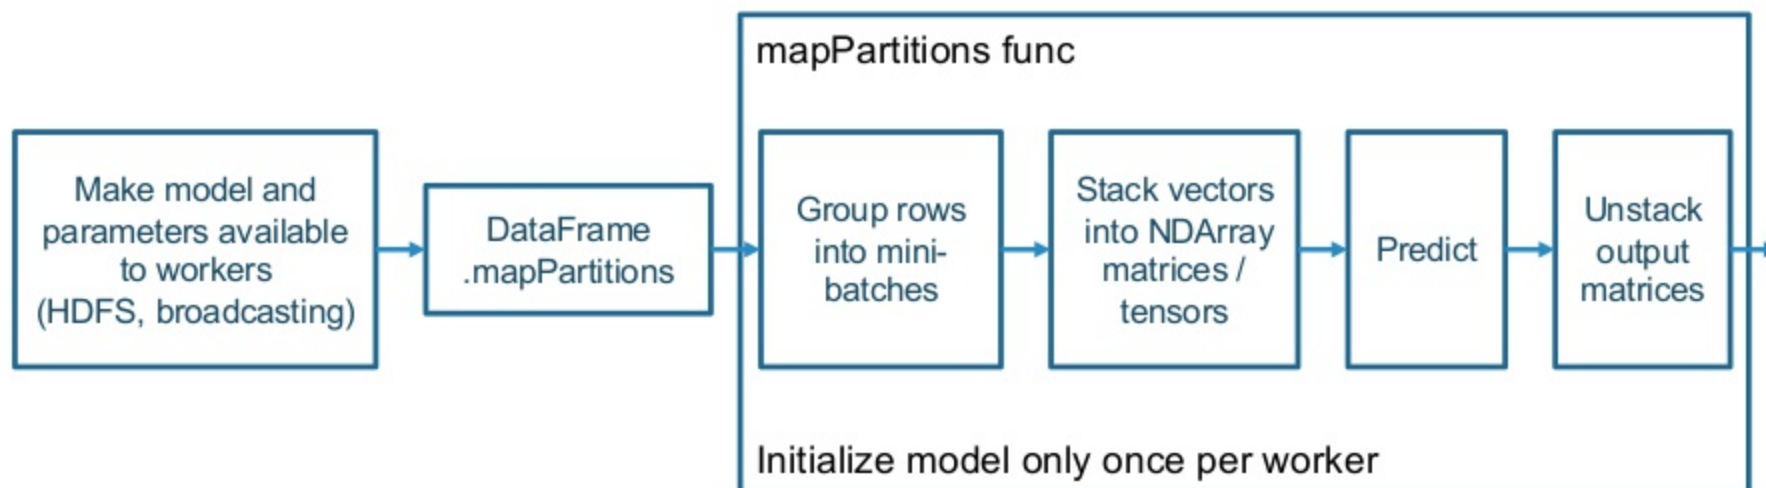 mapPartitions func
Make model and
parameters available
to workers
(HDFS, broadcasting)
DataFrame
.mapPartitions
Group rows
into mini-
batches
Stack vectors
into NDArray
matrices /
tensors
Predict
Unstack
output
matrices
Initialize model only once per worker